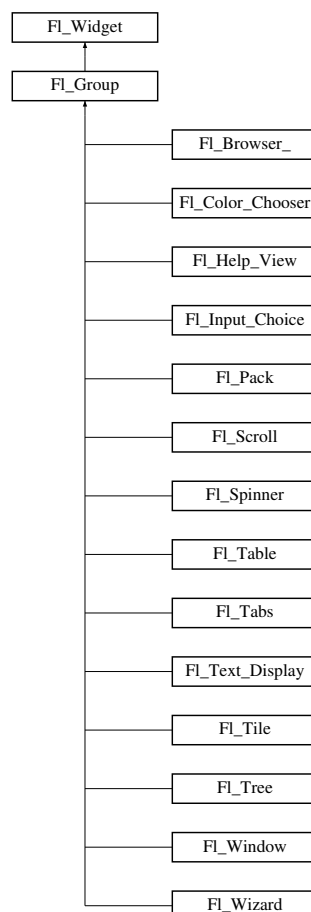 Fl_Widget
Fl_Group
Fl_Browser_
Fl_Color_Chooser
Fl_Help_View
Fl_Input_Choice
Fl_Pack
Fl_Scroll
Fl_Spinner
Fl_Table
Fl_Tabs
Fl_Text_Display
Fl_Tile
Fl_Tree
Fl_Window
Fl_Wizard